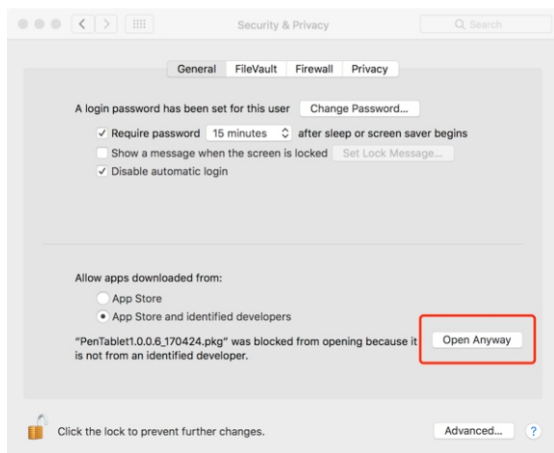 Security & Privacy
Search
General FileVault Firewall Privacy
A login password has been set for this user Change Password...
Require password 15 minutes after sleep or screen saver begins
Show a message when the screen is locked Set Lock Message...
Disable automatic login
Allow apps downloaded from:
App Store
App Store and identified developers
"PenTablet1.0.0.6_170424.pkg" was blocked from opening because it Open Anyway
is not from an identified developer.
Click the lock to prevent further changes. Advanced... ?